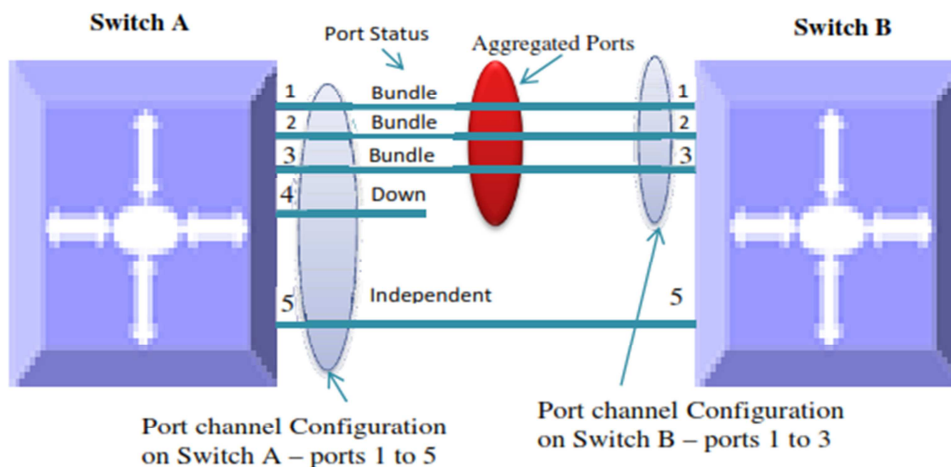 Switch A
Switch B
Port Status
Aggregated Ports
1 Bundle 1
2 Bundle 2
3 Bundle 3
4 Down
5 Independent 5
Port channel Configuration
on Switch A – ports 1 to 5
Port channel Configuration
on Switch B – ports 1 to 3